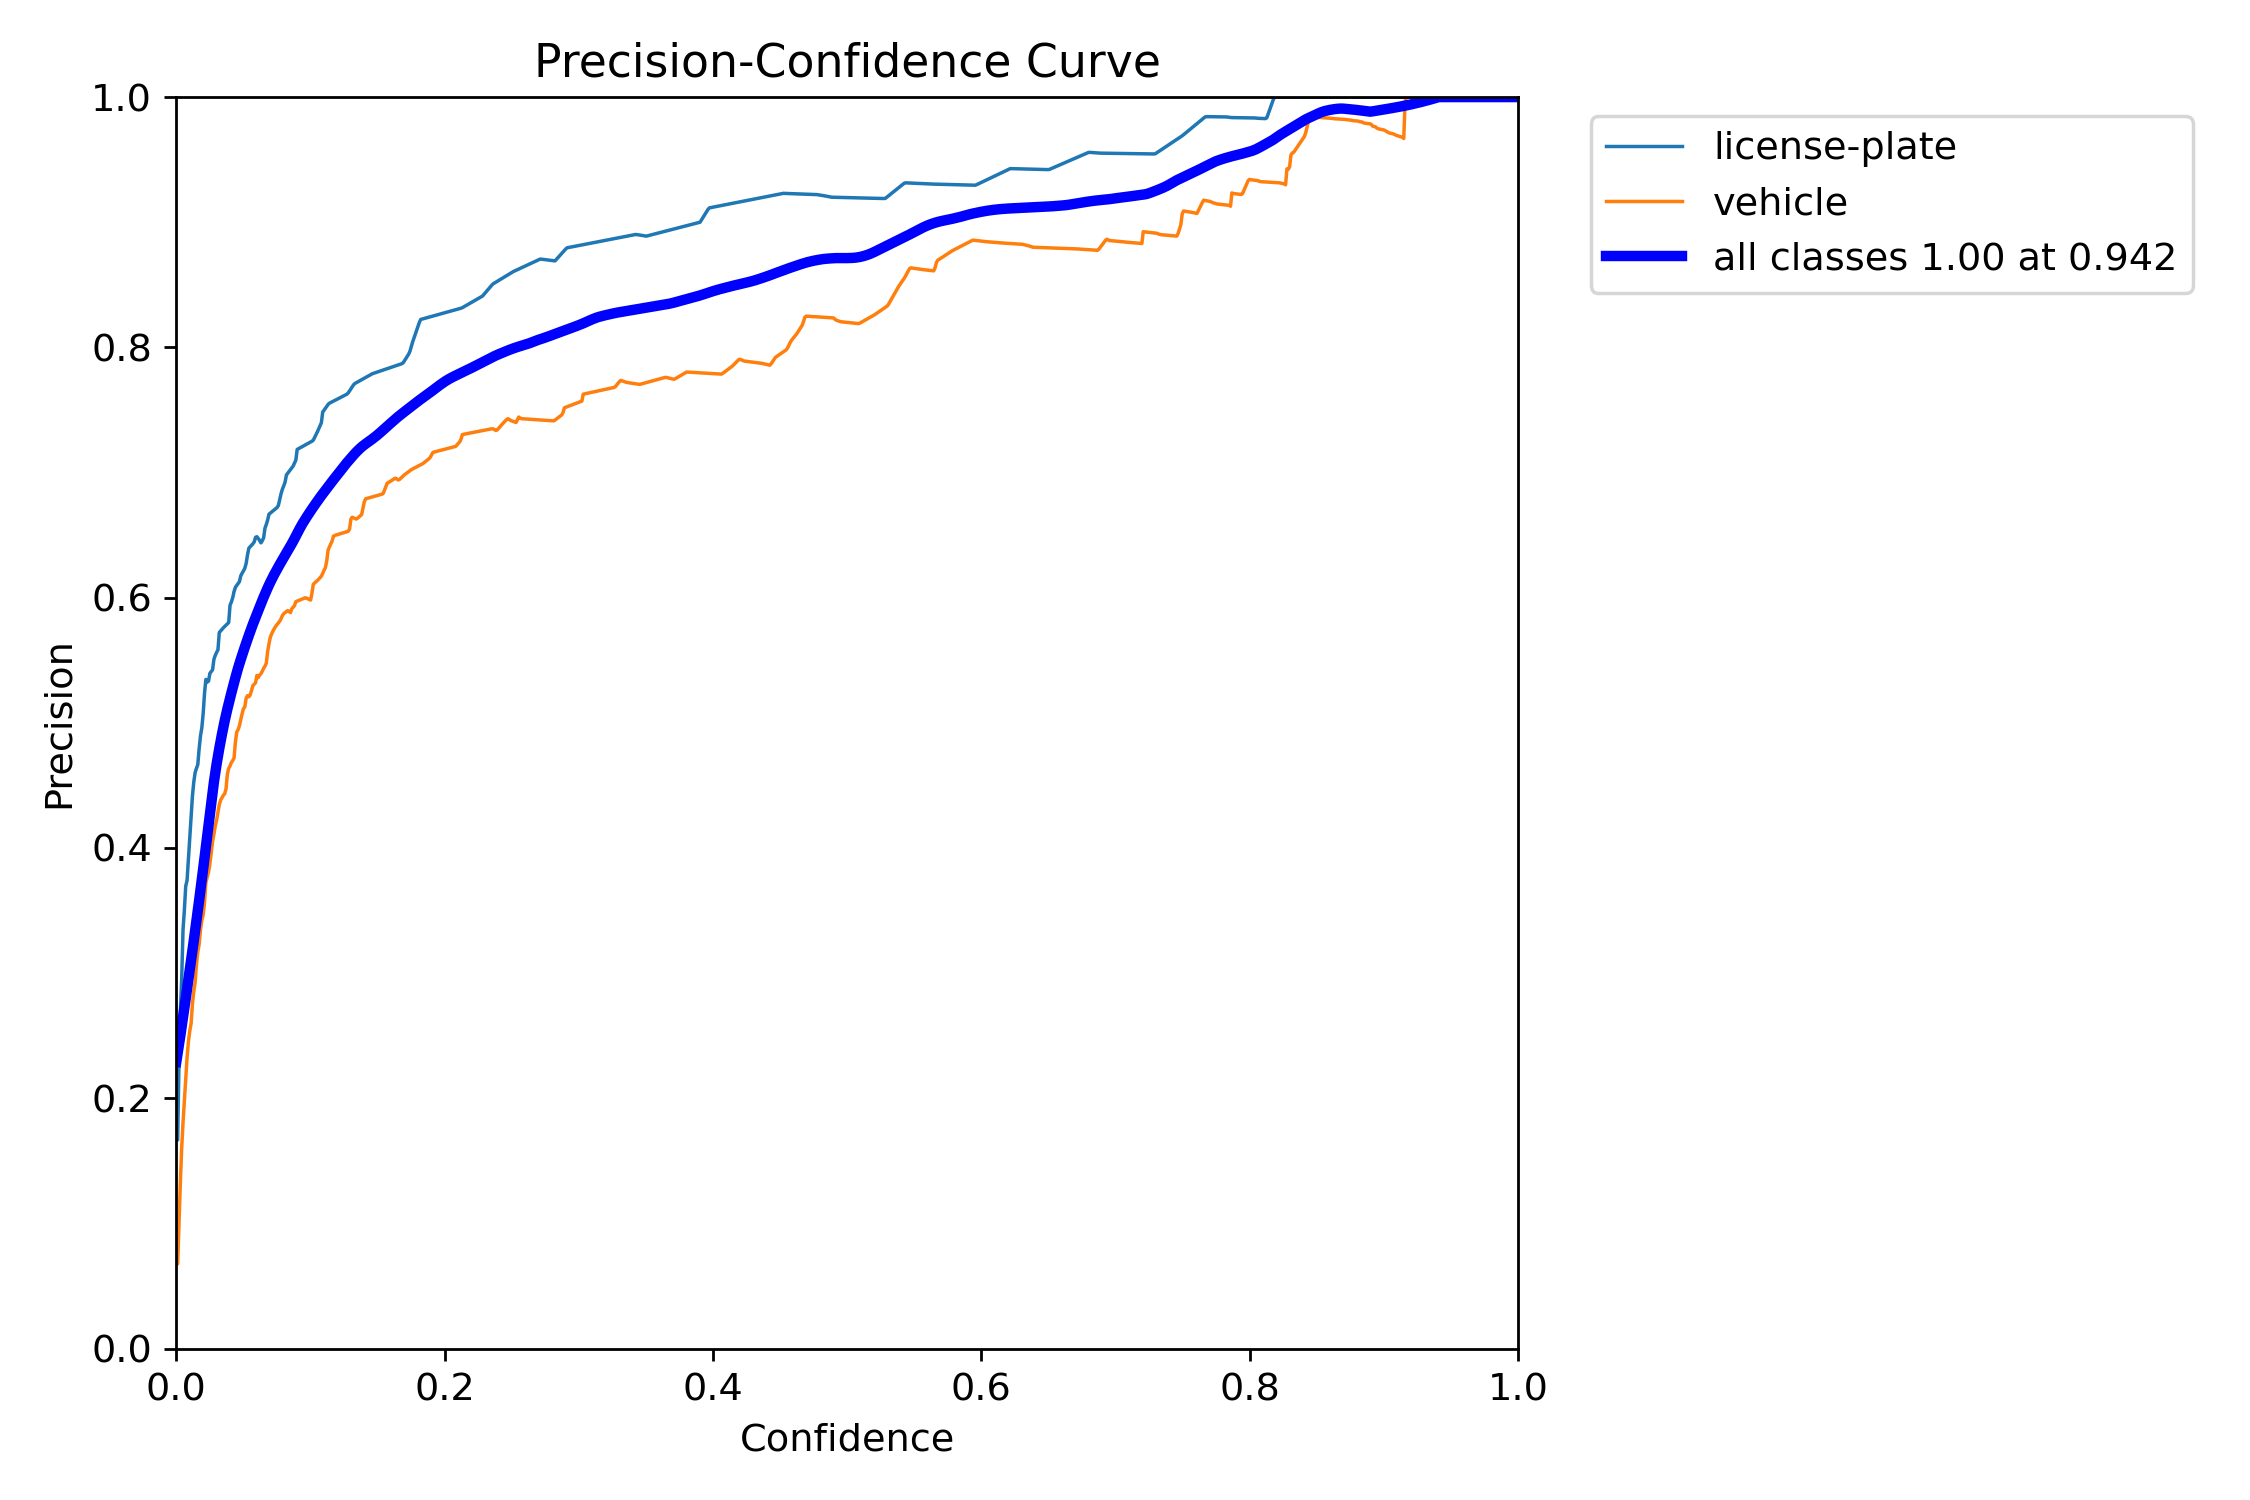 Precision-Confidence Curve
1.0
0.8
0.6
0.4
0.2
0.0
Precision
0.0 0.2 0.4 0.6 0.8 1.0
Confidence
license-plate
vehicle
all classes 1.00 at 0.942